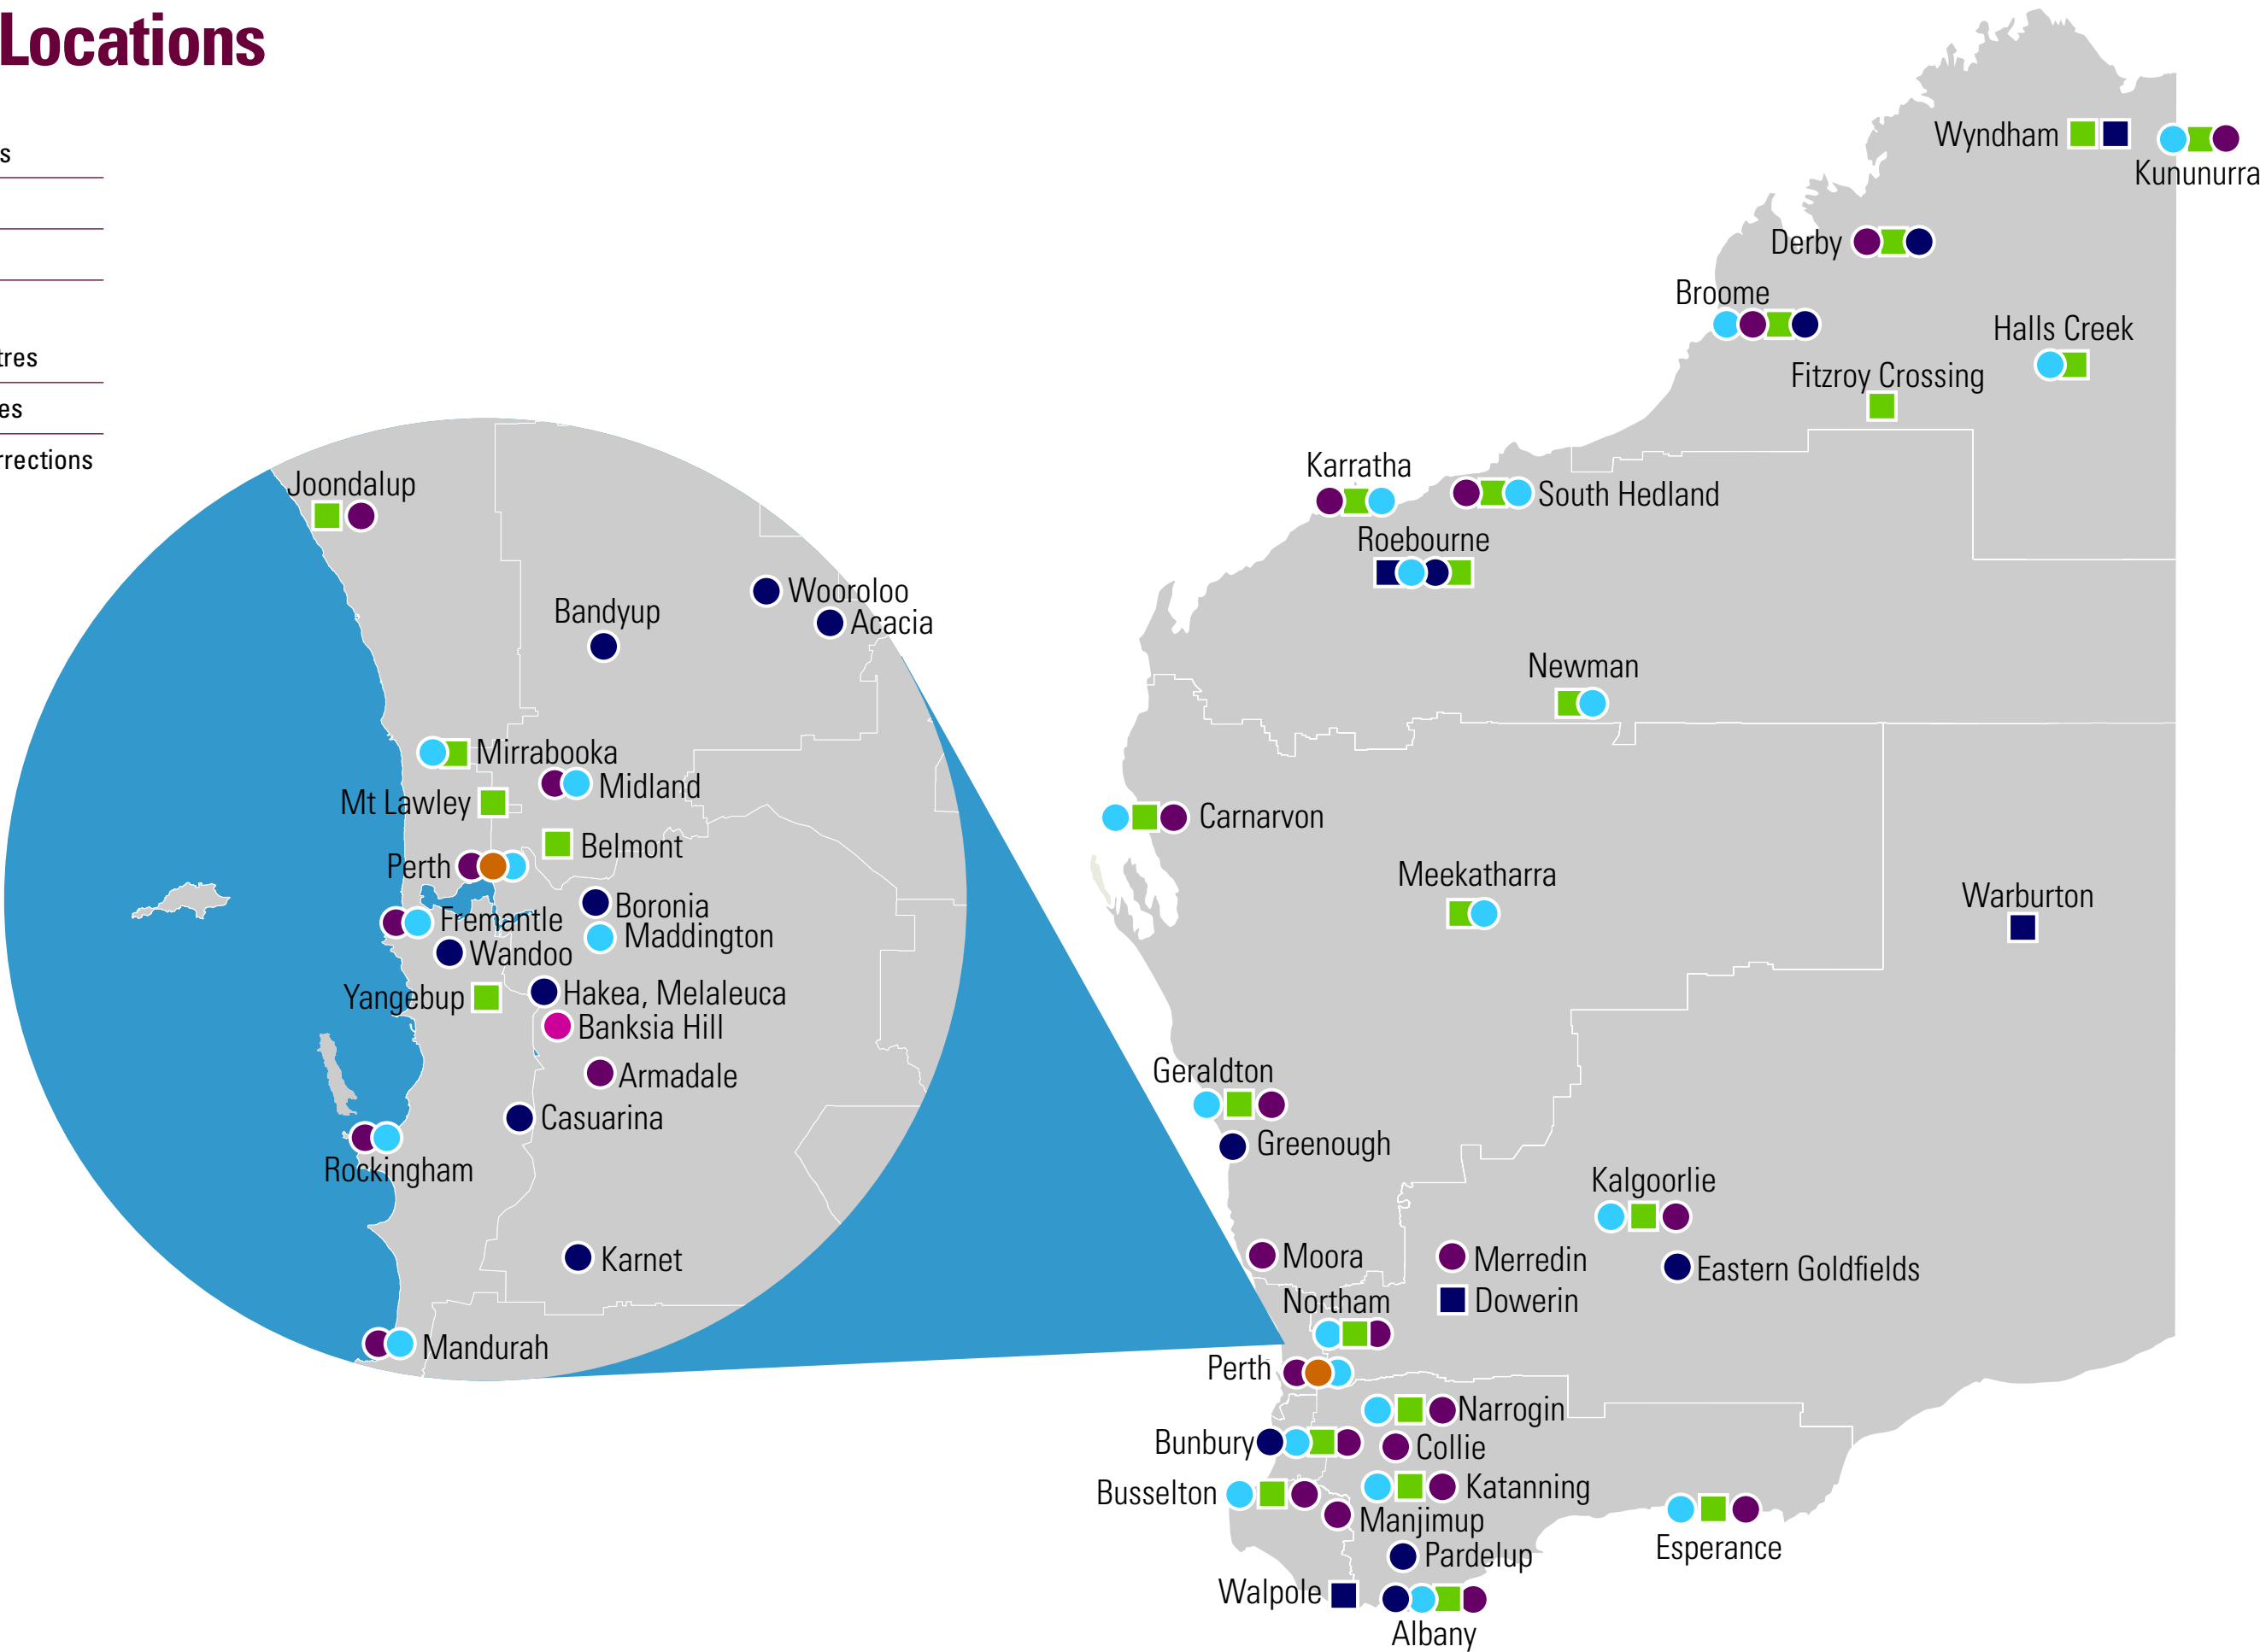 Locations
Joondalup
Wooroloo
Acacia
Bandyup
Mirrabooka
Midland
Mt Lawley
Belmont
Perth
Boronia
Fremantle
Maddington
Wandoo
Hakea, Melaleuca
Yangebup
Banksia Hill
Armadale
Casuarina
Rockingham
Karnet
Mandurah
Wyndham
Kununurra
Derby
Broome
Halls Creek
Fitzroy Crossing
Karratha
South Hedland
Roebourne
Newman
Carnarvon
Meekatharra
Warburton
Geraldton
Greenough
Kalgoorlie
Moora
Merredin
Eastern Goldfields
Northam
Dowerin
Perth
Narrogin
Bunbury
Collie
Busselton
Katanning
Manjimup
Esperance
Pardelup
Walpole
Albany